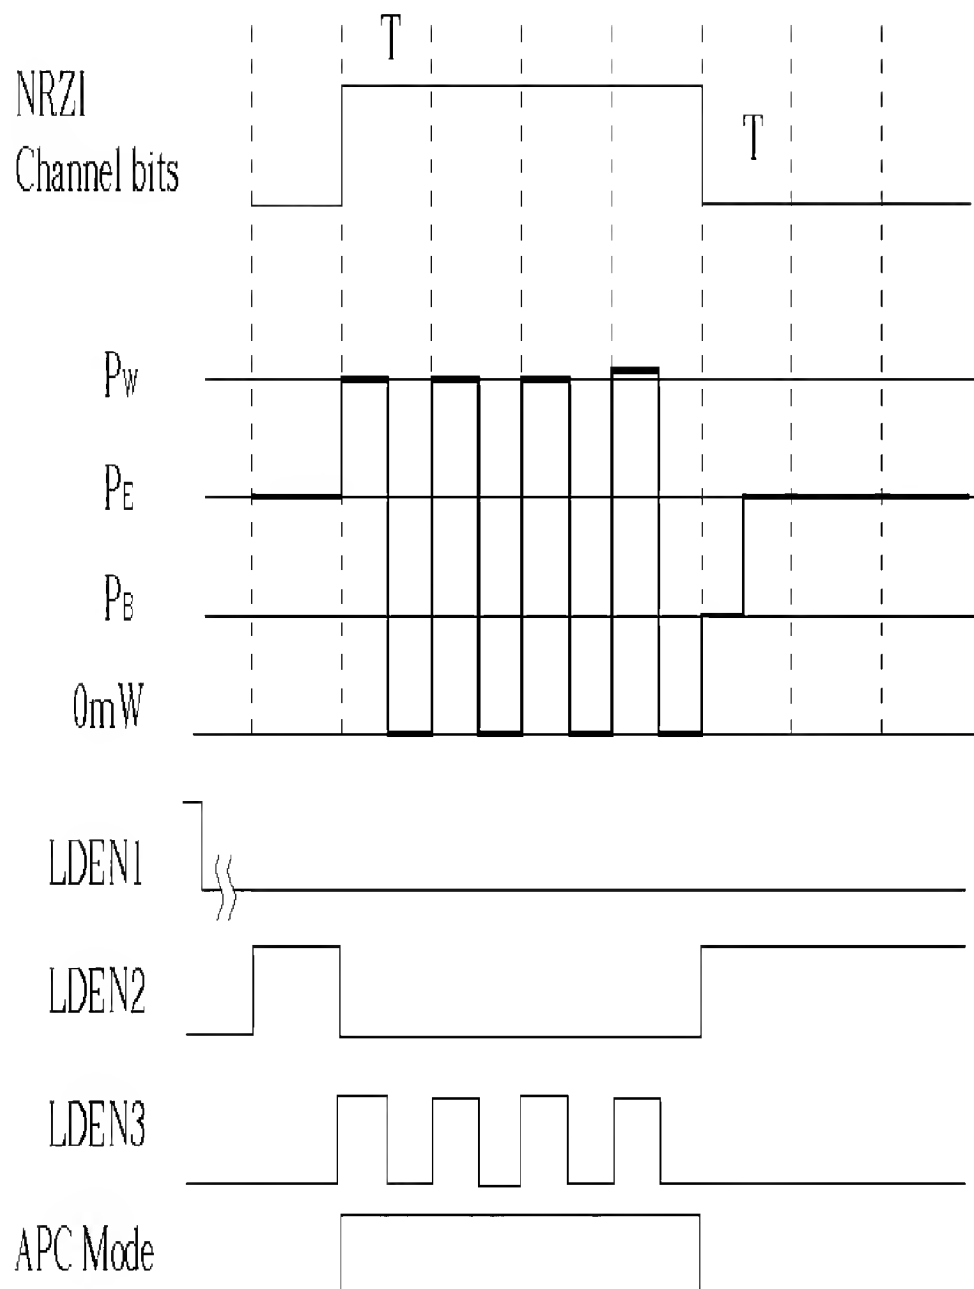 T
NRZI
Channel bits
T
PW
PE
PB
0mW
LDEN1
LDEN2
LDEN3
APC Mode